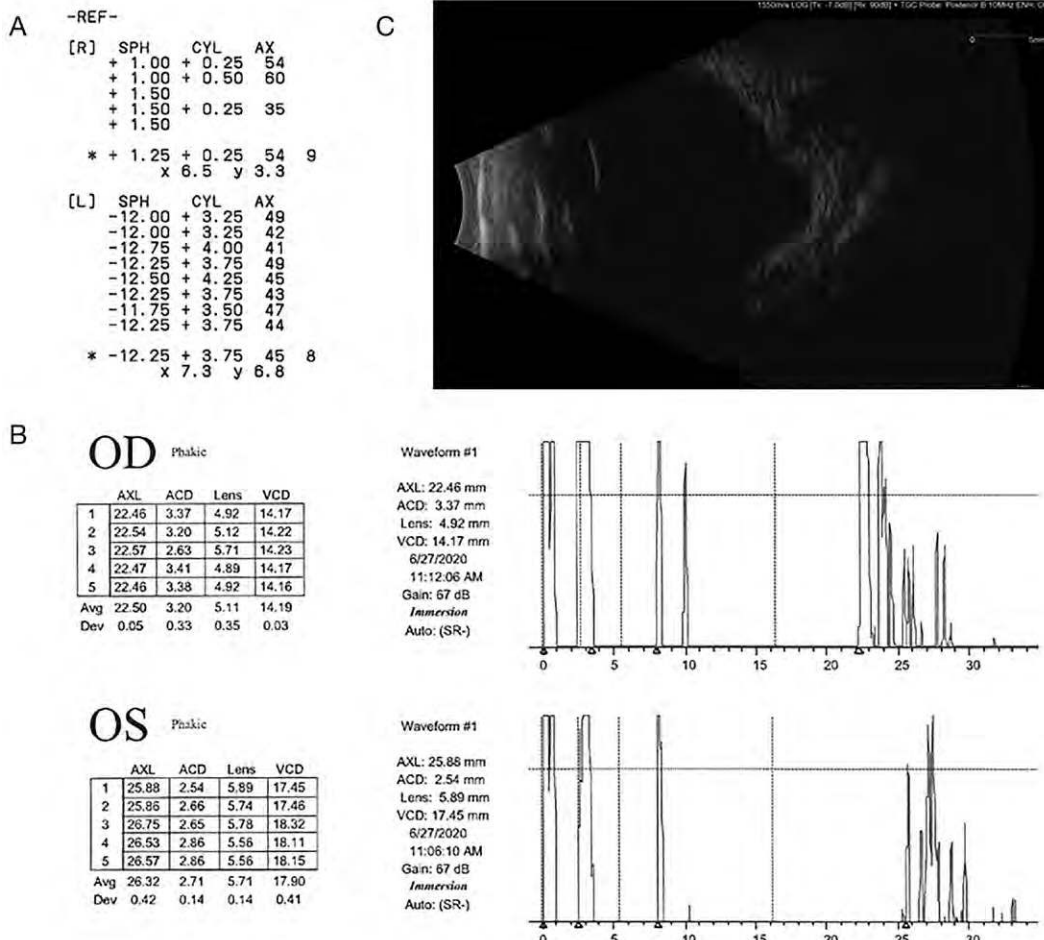 A
-REF-
[R] SPH CYL AX
+ 1.00 + 0.25 54
+ 1.00 + 0.50 60
+ 1.50
+ 1.50 + 0.25 35
+ 1.50
* + 1.25 + 0.25 54 9
x 6.5 y 3.3
[L] SPH CYL AX
-12.00 + 3.25 49
-12.00 + 3.25 42
-12.75 + 4.00 41
-12.25 + 3.75 49
-12.50 + 4.25 45
-12.25 + 3.75 43
-11.75 + 3.50 47
-12.25 + 3.75 44
* -12.25 + 3.75 45 8
x 7.3 y 6.8
C
LOG [Tx -7.0dB] [Rx 90dB] + TGC Probe: Posterior B 10MHz
0
B
OD Phakic
AXL ACD Lens VCD
1 22.46 3.37 4.92 14.17
2 22.54 3.20 5.12 14.22
3 22.57 2.63 5.71 14.23
4 22.47 3.41 4.89 14.17
5 22.46 3.38 4.92 14.16
Avg 22.50 3.20 5.11 14.19
Dev 0.05 0.33 0.35 0.03
Waveform #1
AXL: 22.46 mm
ACD: 3.37 mm
Lens: 4.92 mm
VCD: 14.17 mm
6/27/2020
11:12:06 AM
Gain: 67 dB
Immersion
Auto: (SR-)
0 5 10 15 20 25 30
OS Phakic
AXL ACD Lens VCD
1 25.88 2.54 5.89 17.45
2 25.86 2.66 5.74 17.46
3 26.75 2.65 5.78 18.32
4 26.53 2.86 5.56 18.11
5 26.57 2.86 5.56 18.15
Avg 26.32 2.71 5.71 17.90
Dev 0.42 0.14 0.14 0.41
Waveform #1
AXL: 25.88 mm
ACD: 2.54 mm
Lens: 5.89 mm
VCD: 17.45 mm
6/27/2020
11:06:10 AM
Gain: 67 dB
Immersion
Auto: (SR-)
0 5 10 15 20 25 30